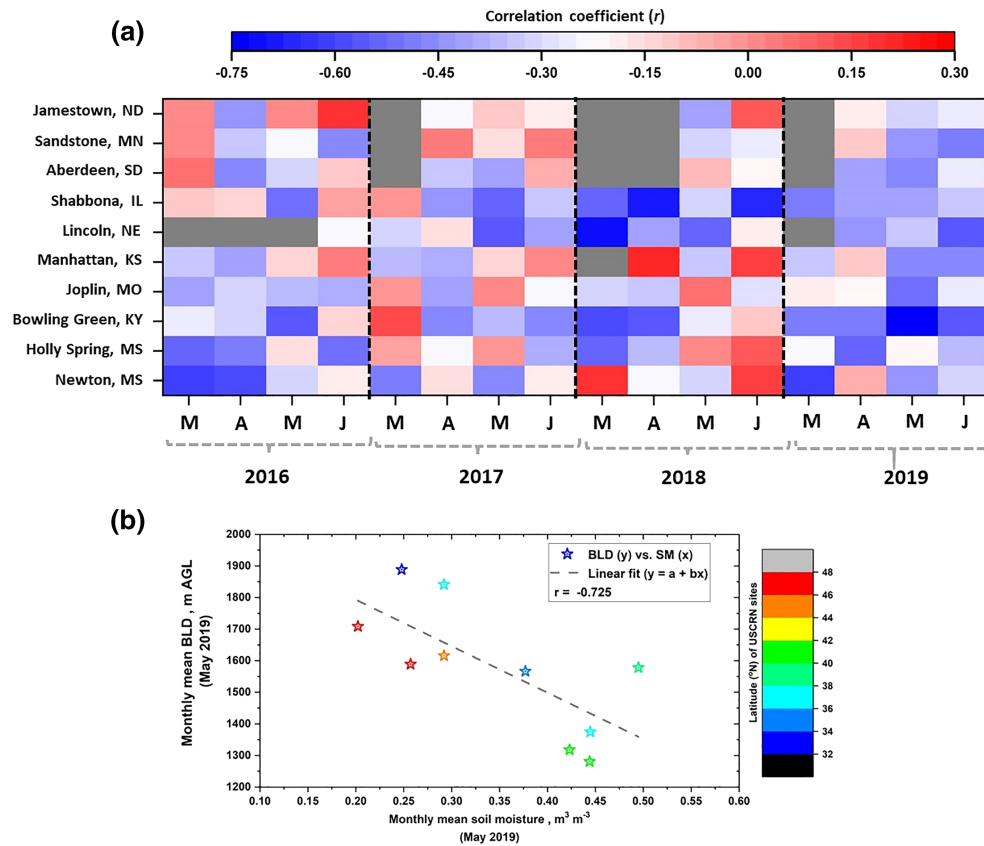 (a)
Correlation coefficient (r)
-0.75 -0.60 -0.45 -0.30 -0.15 0.00 0.15 0.30
Jamestown, ND
Sandstone, MN
Aberdeen, SD
Shabbona, IL
Lincoln, NE
Manhattan, KS
Joplin, MO
Bowling Green, KY
Holly Spring, MS
Newton, MS
M A M J M A M J M A M J M A M J
2016 2017 2018 2019
(b)
Monthly mean BLD , m AGL
(May 2019)
2000
1900
1800
1700
1600
1500
1400
1300
1200
BLD (y) vs. SM (x)
Linear fit (y = a + bx)
r = -0.725
0.10 0.15 0.20 0.25 0.30 0.35 0.40 0.45 0.50 0.55 0.60
Monthly mean soil moisture , m³ m⁻³
(May 2019)
Latitude (ºN) of USCRN sites
48
46
44
42
40
38
36
34
32